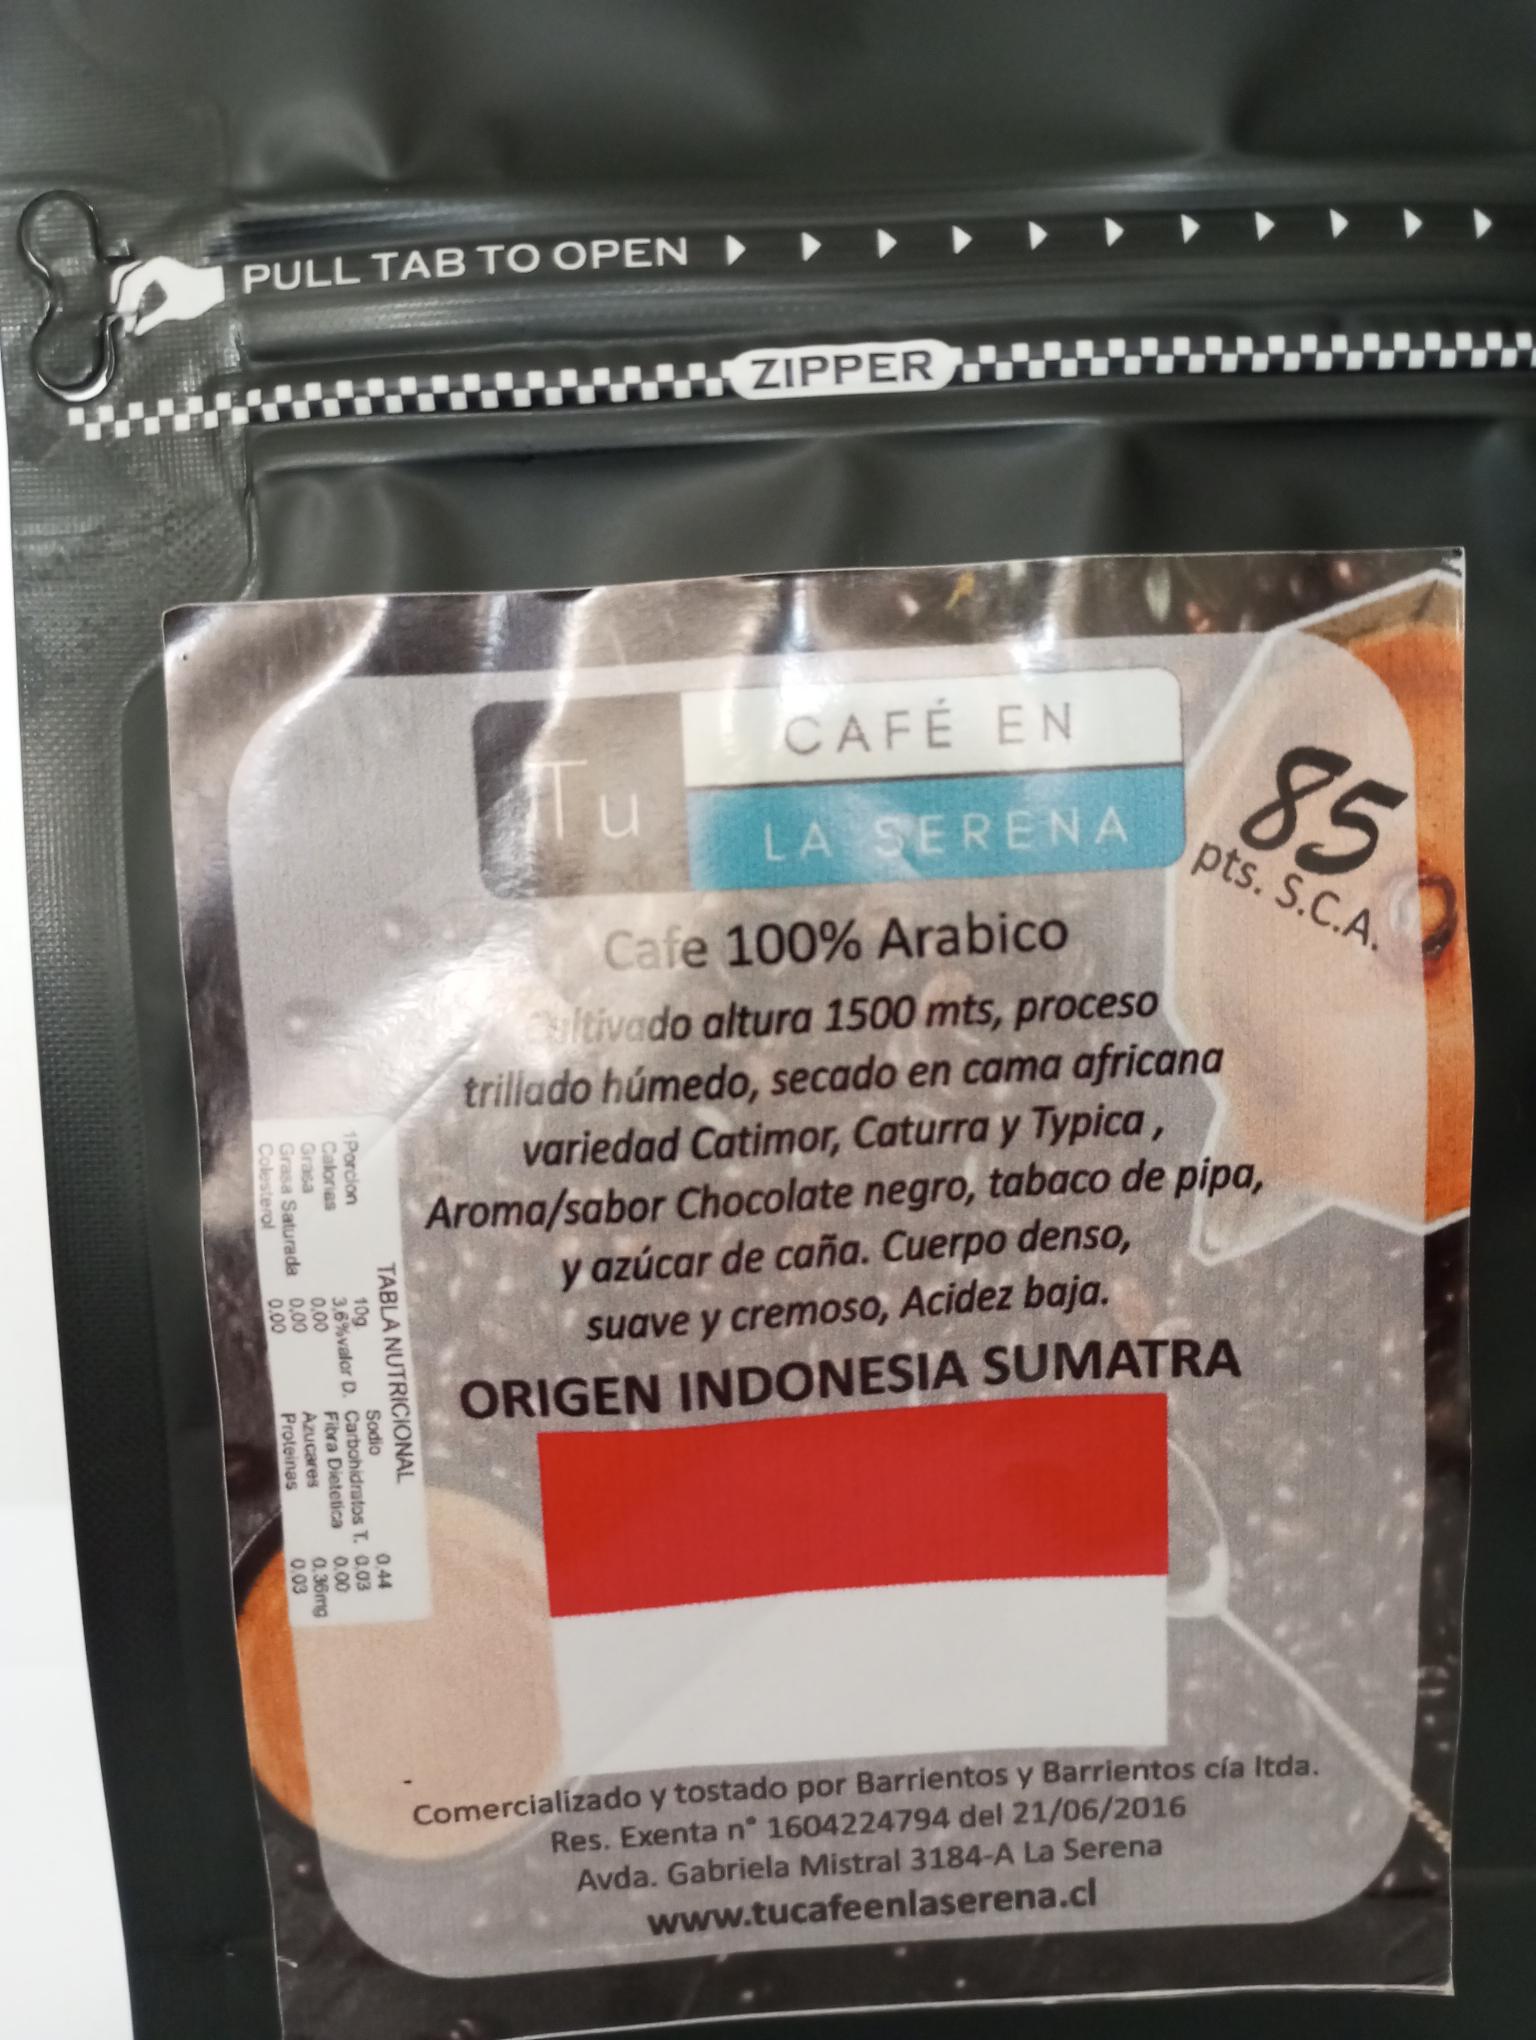 PULL TAB TO OPEN
ZIPPER
Tu
CAFÉ EN
LA SERENA
85
pts. S.C.A.
Cafe 100% Arabico
Cultivado altura 1500 mts, proceso
trillado húmedo, secado en cama africana
variedad Catimor, Caturra y Typica ,
Aroma/sabor Chocolate negro, tabaco de pipa,
y azúcar de caña. Cuerpo denso,
suave y cremoso, Acidez baja.
ORIGEN INDONESIA SUMATRA
TABLA NUTRICIONAL
1Porcion 10g. Sodio 0,44
Calorias 3,6%valor D. Carbohidratos T. 0,03
Grasa 0.00 Fibra Dietetica 0.00
Grasa Saturada 0.00 Azucares 0.36mg
Colesterol 0.00 Proteinas 0,03
Comercializado y tostado por Barrientos y Barrientos cía ltda.
Res. Exenta n° 1604224794 del 21/06/2016
Avda. Gabriela Mistral 3184-A La Serena
www.tucafeenlaserena.cl